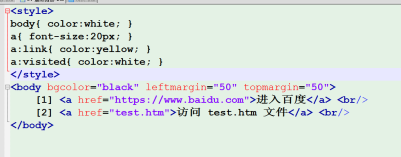 <style>
body{ color:white; }
a{ font-size:20px; }
a:link{ color:yellow; }
a:visited{ color:white; }
</style>
<body bgcolor="black" leftmargin="50" topmargin="50">
[1] <a href="https://www.baidu.com">进入百度</a> <br/>
[2] <a href="test.htm">访问 test.htm 文件</a> <br/>
</body>